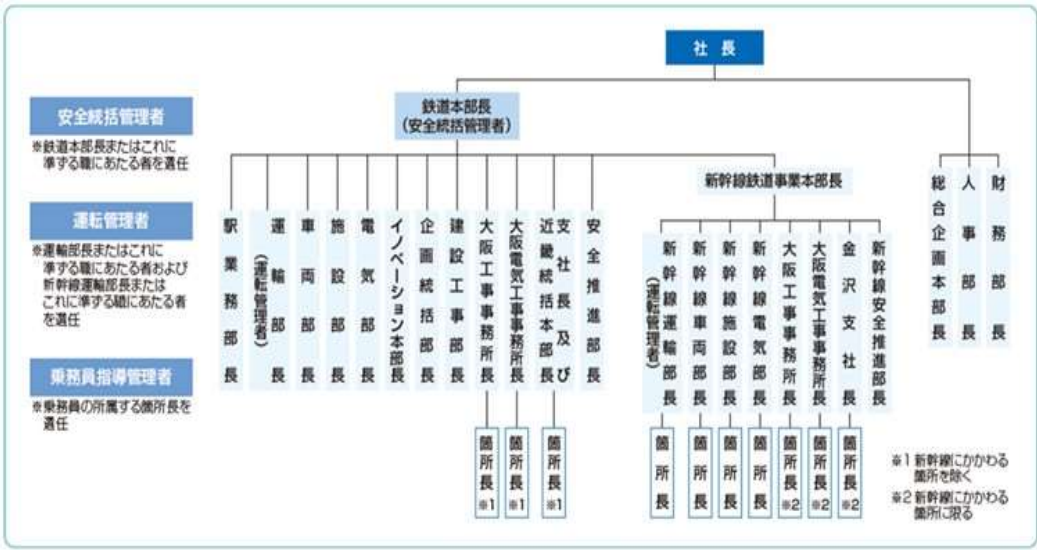 社長
鉄道本部長
（安全統括管理者）
安全統括管理者
※鉄道本部長またはこれに
準ずる職にあたる者を選任
運転管理者
※運輸部長またはこれに
準ずる職にあたる者および
新幹線運輸部長または
これに準ずる職にあたる者
を選任
乗務員指導管理者
※乗務員の所属する箇所長を
選任
駅業務部長
運輸部長
（運転管理者）
車両部長
施設部長
電気部長
イノベーション本部長
企画統括部長
建設工事部長
大阪工事事務所長
大阪電気工事事務所長
支社長及び
近畿統括本部長
安全推進部長
新幹線鉄道事業本部長
新幹線運輸部長
（運転管理者）
新幹線車両部長
新幹線施設部長
新幹線電気部長
大阪工事事務所長
大阪電気工事事務所長
金沢支社長
新幹線安全推進部長
総合企画本部長
人事部長
財務部長
箇所長※1
箇所長※1
箇所長※1
箇所長
箇所長
箇所長
箇所長
箇所長※2
箇所長※2
箇所長※2
※1 新幹線にかかわる
箇所を除く
※2 新幹線にかかわる
箇所に限る